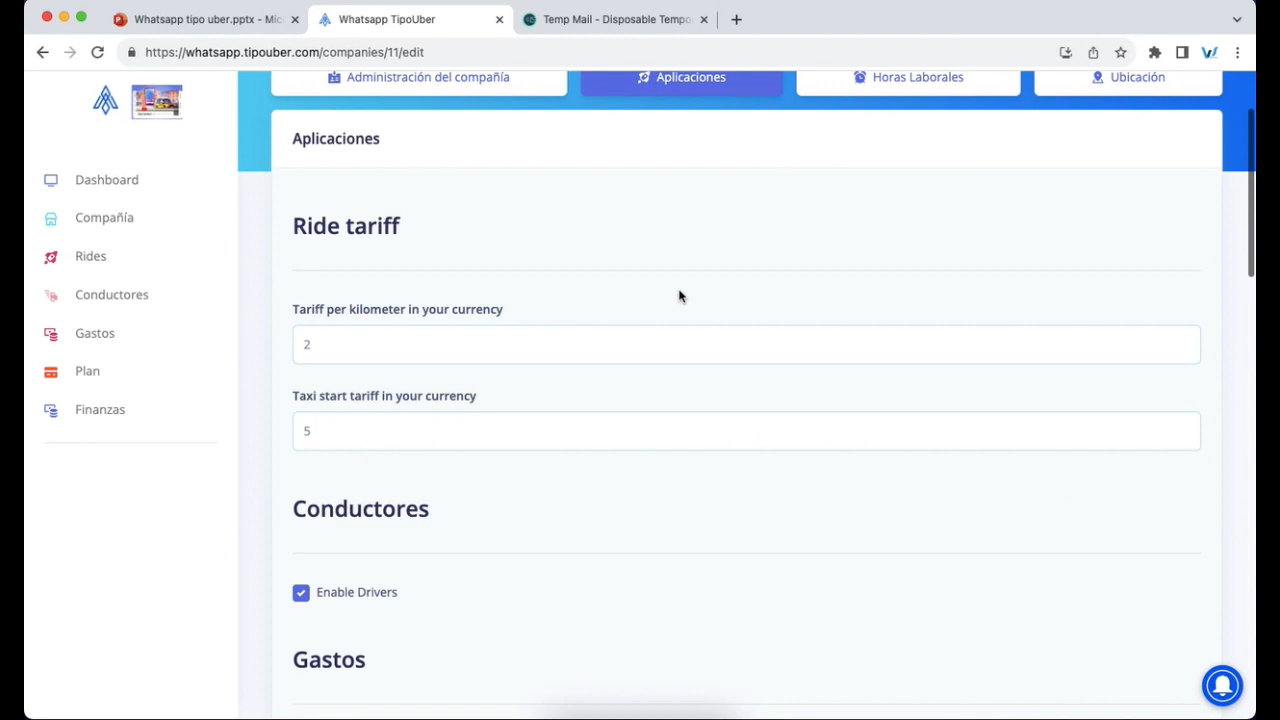 Whatsapp tipo uber.pptx - Mic
Whatsapp TipoUber
Temp Mail - Disposable Tempo
https://whatsapp.tipouber.com/companies/11/edit
Administración del compañía
Aplicaciones
Horas Laborales
Ubicación
Aplicaciones
Dashboard
Compañía
Rides
Conductores
Gastos
Plan
Finanzas
Ride tariff
Tariff per kilometer in your currency
2
Taxi start tariff in your currency
5
Conductores
Enable Drivers
Gastos